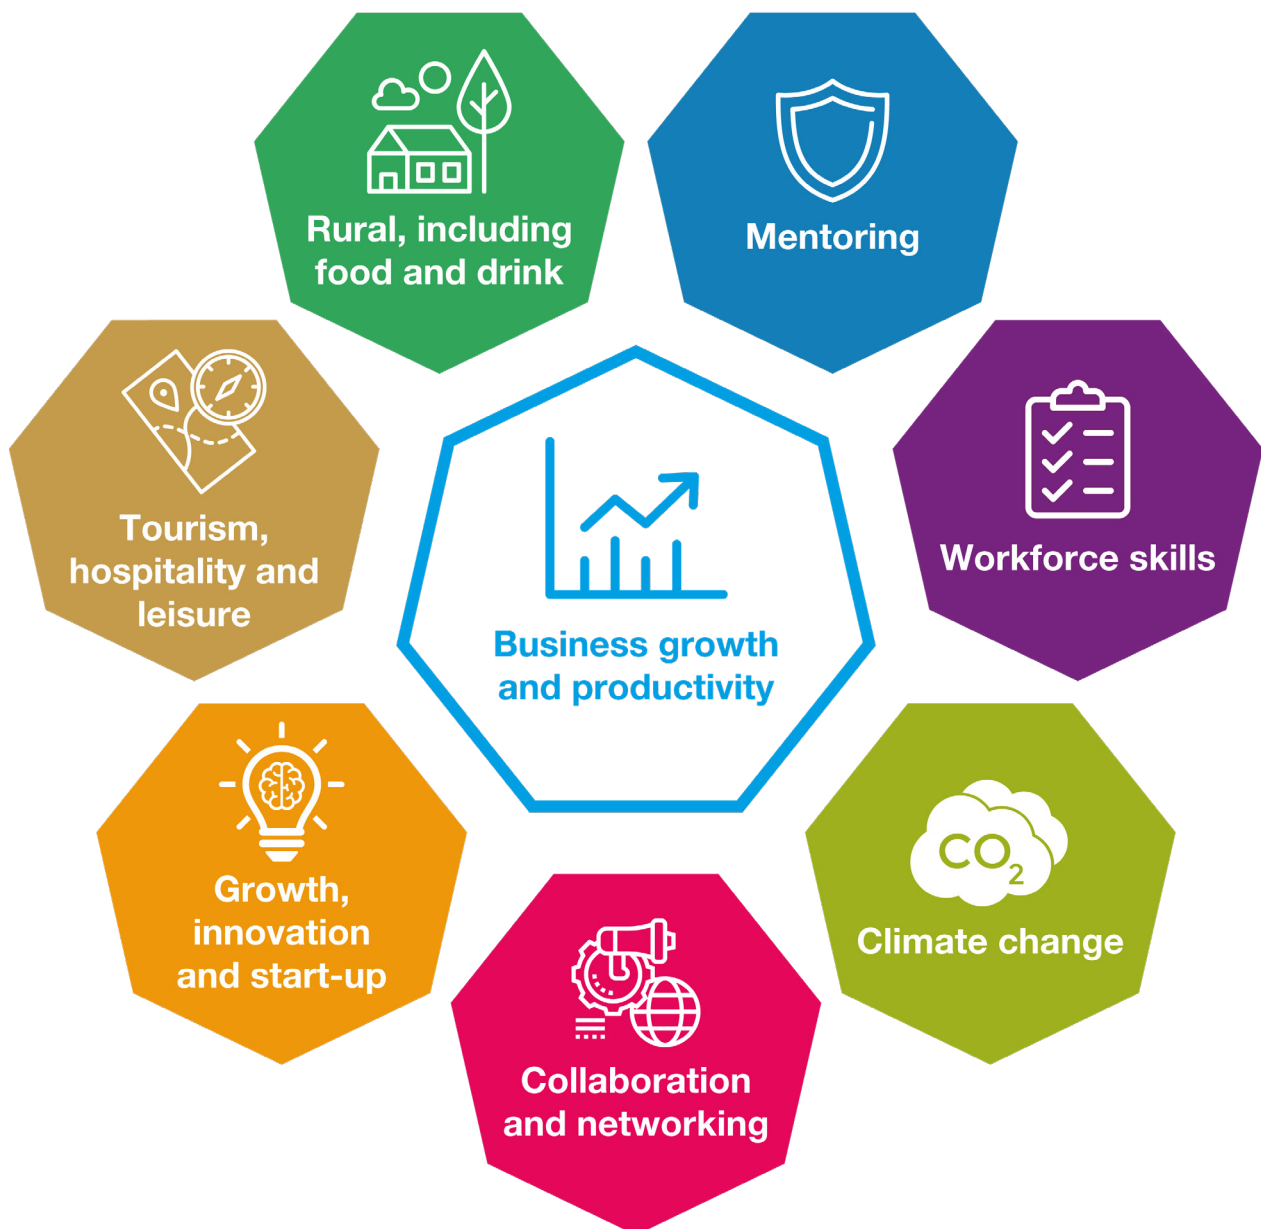 Rural, including
food and drink
Mentoring
Tourism,
hospitality and
leisure
Workforce skills
Business growth
and productivity
Growth,
innovation
and start-up
CO₂
Climate change
Collaboration
and networking